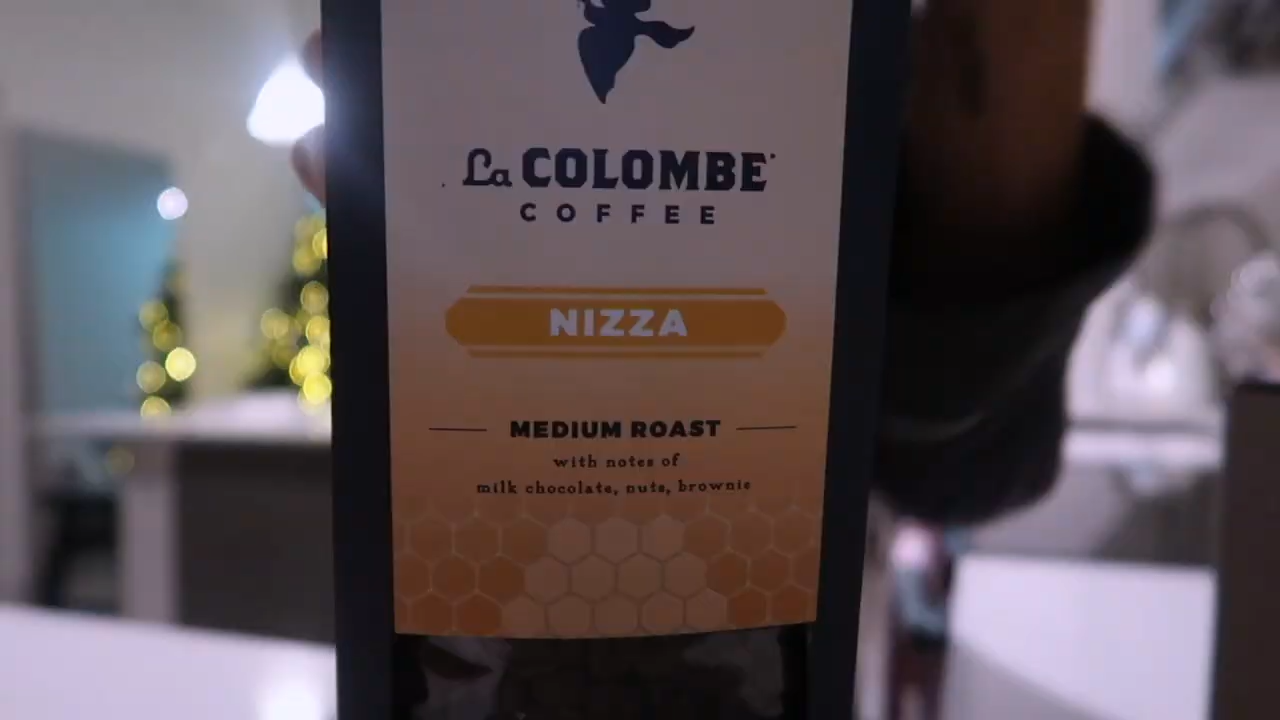 La COLOMBE
COFFEE
NIZZA
MEDIUM ROAST
with notes of
milk chocolate, nuts, brownie